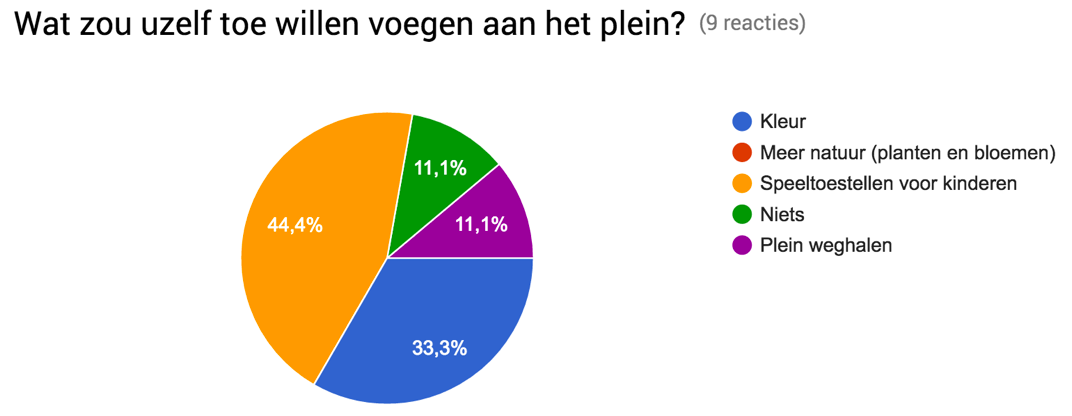 Wat zou uzelf toe willen voegen aan het plein? (9 reacties)
Kleur
Meer natuur (planten en bloemen)
Speeltoestellen voor kinderen
Niets
Plein weghalen
11,1%
44,4%
11,1%
33,3%